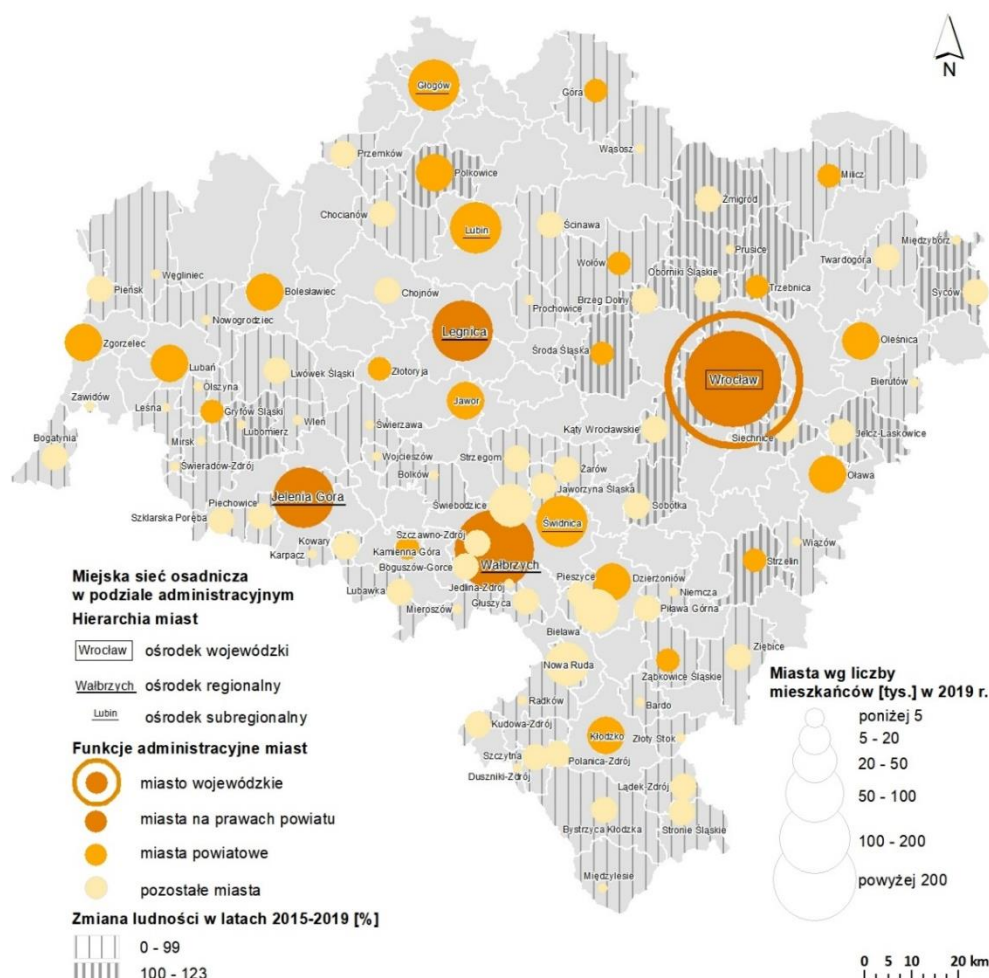 N
Głogów
Góra
Wąsosz
Przemków
Polkowice
Milicz
Żmigród
Chocianów
Lubin
Ścinawa
Międzybórz
Prusice
Twardogóra
Wołów
Oborniki Śląskie
Węgliniec
Trzebnica
Syców
Pieńsk
Bolesławiec
Chojnów
Brzeg Dolny
Prochowice
Nowogrodziec
Legnica
Zgorzelec
Oleśnica
Środa Śląska
Lubań
Lwówek Śląski
Złotoryja
Wrocław
Olszyna
Bierutów
Zawidów
Leśna
Gryfów Śląski
Jawor
Wleń
Świerzawa
Lubomierz
Kąty Wrocławskie
Siechnice
Jelcz-Laskowice
Mirsk
Bogatynia
Wojcieszów
Strzegom
Świeradów-Zdrój
Bolków
Żarów
Oława
Jaworzyna Śląska
Jelenia Góra
Piechowice
Świebodzice
Sobótka
Szklarska Poręba
Świdnica
Szczawno-Zdrój
Kowary
Wiązów
Kamienna Góra
Karpacz
Strzelin
Wałbrzych
Boguszów-Gorce
Pieszyce
Dzierżoniów
Jedlina-Zdrój
Lubawka
Niemcza
Głuszyca
Mieroszów
Piława Górna
Bielawa
Ziębice
Nowa Ruda
Ząbkowice Śląskie
Radków
Bardo
Kudowa-Zdrój
Kłodzko
Złoty Stok
Szczytna
Polanica-Zdrój
Duszniki-Zdrój
Lądek-Zdrój
Bystrzyca Kłodzka
Stronie Śląskie
Międzylesie
Miejska sieć osadnicza
w podziale administracyjnym
Hierarchia miast
Wrocław ośrodek wojewódzki
Wałbrzych ośrodek regionalny
Lubin ośrodek subregionalny
Funkcje administracyjne miast
miasto wojewódzkie
miasta na prawach powiatu
miasta powiatowe
pozostałe miasta
Zmiana ludności w latach 2015-2019 [%]
0 - 99
100 - 123
Miasta wg liczby
mieszkańców [tys.] w 2019 r.
poniżej 5
5 - 20
20 - 50
50 - 100
100 - 200
powyżej 200
0 5 10 20 km